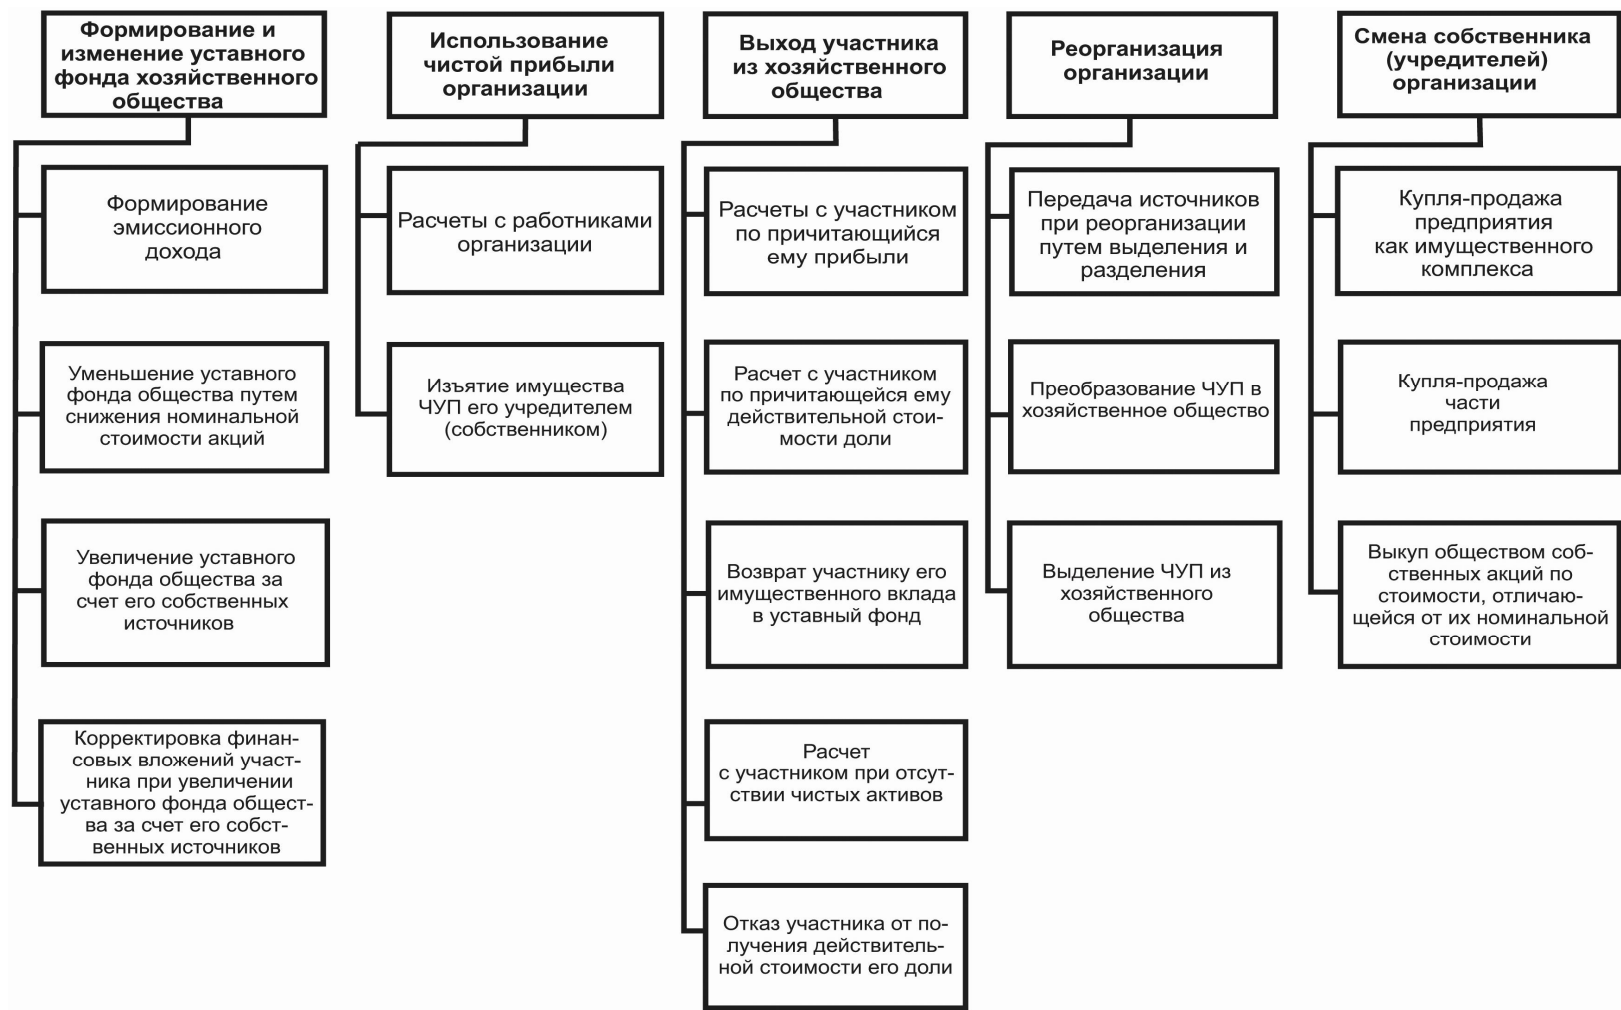 Формирование и
изменение уставного
фонда хозяйственного
общества
Формирование
эмиссионного
дохода
Уменьшение уставного
фонда общества путем
снижения номинальной
стоимости акций
Увеличение уставного
фонда общества за
счет его собственных
источников
Корректировка финан-
совых вложений участ-
ника при увеличении
уставного фонда общест-
ва за счет его собст-
венных источников
Использование
чистой прибыли
организации
Расчеты с работниками
организации
Изъятие имущества
ЧУП его учредителем
(собственником)
Выход участника
из хозяйственного
общества
Расчеты с участником
по причитающийся
ему прибыли
Расчет с участником
по причитающейся ему
действительной стои-
мости доли
Возврат участнику его
имущественного вклада
в уставный фонд
Расчет
с участником при отсут-
ствии чистых активов
Отказ участника от по-
лучения действитель-
ной стоимости его доли
Реорганизация
организации
Передача источников
при реорганизации
путем выделения и
разделения
Преобразование ЧУП в
хозяйственное общество
Выделение ЧУП из
хозяйственного
общества
Смена собственника
(учредителей)
организации
Купля-продажа
предприятия
как имущественного
комплекса
Купля-продажа
части
предприятия
Выкуп обществом соб-
ственных акций по
стоимости, отличаю-
щейся от их номинальной
стоимости